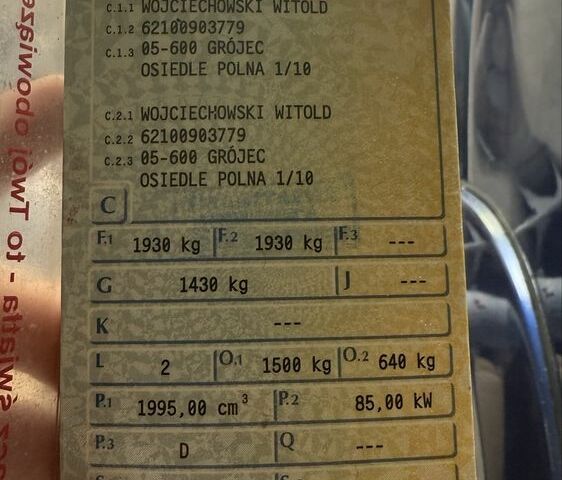 C.1.1 WOJCIECHOWSKI WITOLD
C.1.2 62100903779
C.1.3 05-600 GRÓJEC
OSIEDLE POLNA 1/10
C.2.1 WOJCIECHOWSKI WITOLD
C.2.2 62100903779
C.2.3 05-600 GRÓJEC
OSIEDLE POLNA 1/10
C
F.1 1930 kg F.2 1930 kg F.3 ---
G 1430 kg J ---
K ---
L 2 O.1 1500 kg O.2 640 kg
P.1 1995,00 cm³ P.2 85,00 kW
P.3 D Q ---
to Twój